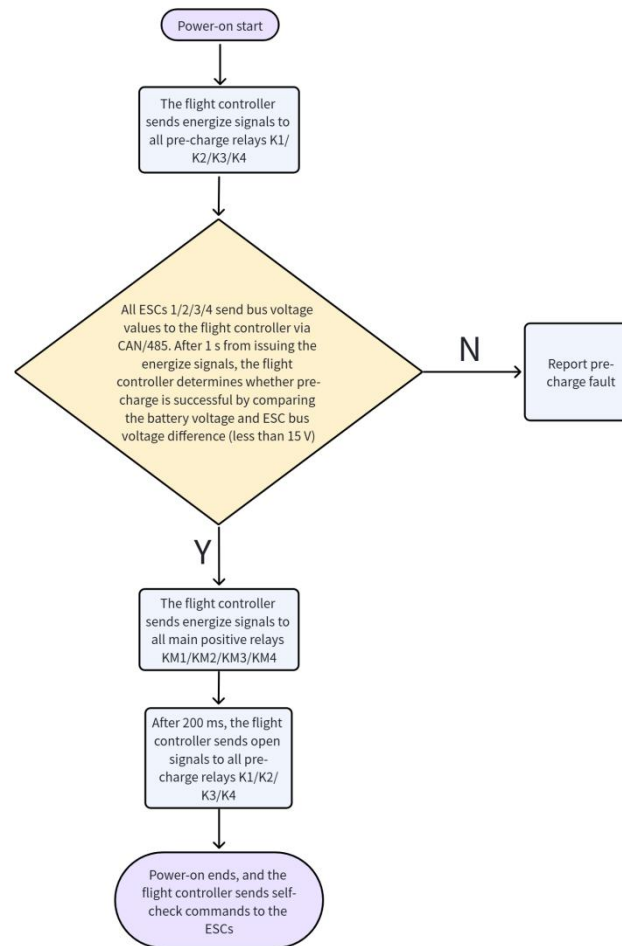 Power-on start
The flight controller
sends energize signals to
all pre-charge relays K1/
K2/K3/K4
All ESCs 1/2/3/4 send bus voltage
values to the flight controller via
CAN/485. After 1 s from issuing the
energize signals, the flight
controller determines whether pre-
charge is successful by comparing
the battery voltage and ESC bus
voltage difference (less than 15 V)
N
Report pre-
charge fault
Y
The flight controller
sends energize signals to
all main positive relays
KM1/KM2/KM3/KM4
After 200 ms, the flight
controller sends open
signals to all pre-
charge relays K1/K2/
K3/K4
Power-on ends, and the
flight controller sends self-
check commands to the
ESCs